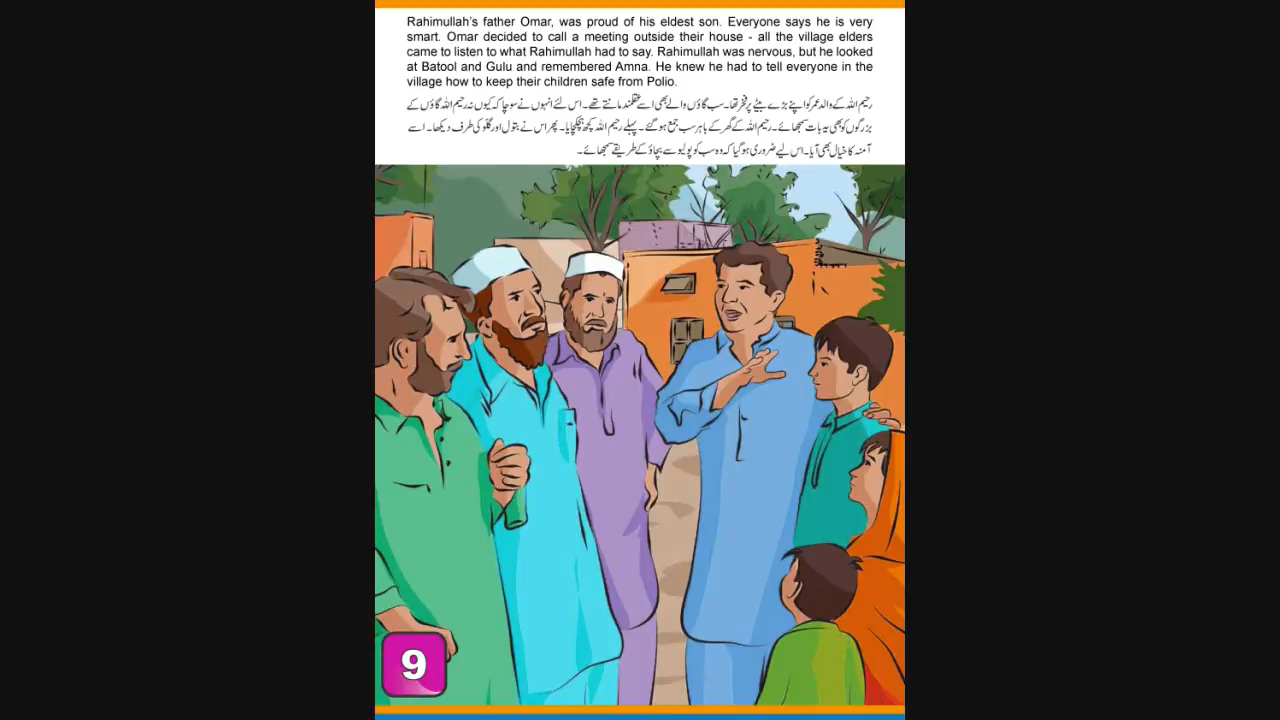 Rahimullah's father Omar, was proud of his eldest son. Everyone says he is very
smart. Omar decided to call a meeting outside their house - all the village elders
came to listen to what Rahimullah had to say. Rahimullah was nervous, but he looked
at Batool and Gulu and remembered Amna. He knew he had to tell everyone in the
village how to keep their children safe from Polio.
رحیم اللہ کے والد عمر کو اپنے بڑے بیٹے پر فخر تھا۔ سب گاؤں والے بھی اسے عقلمند مانتے تھے۔ اس لئے انہوں نے سوچا کہ کیوں نہ رحیم اللہ گاؤں کے
بزرگوں کو بھی یہ بات سمجھائے۔ رحیم اللہ کے گھر کے باہر سب جمع ہو گئے۔ پہلے رحیم اللہ کچھ ہچکچایا۔ پھر اس نے بتول اور گلو کی طرف دیکھا۔ اسے
آمنہ کا خیال بھی آیا۔ اس لیے ضروری ہو گیا کہ وہ سب کو پولیو سے بچاؤ کے طریقے سمجھائے۔
9